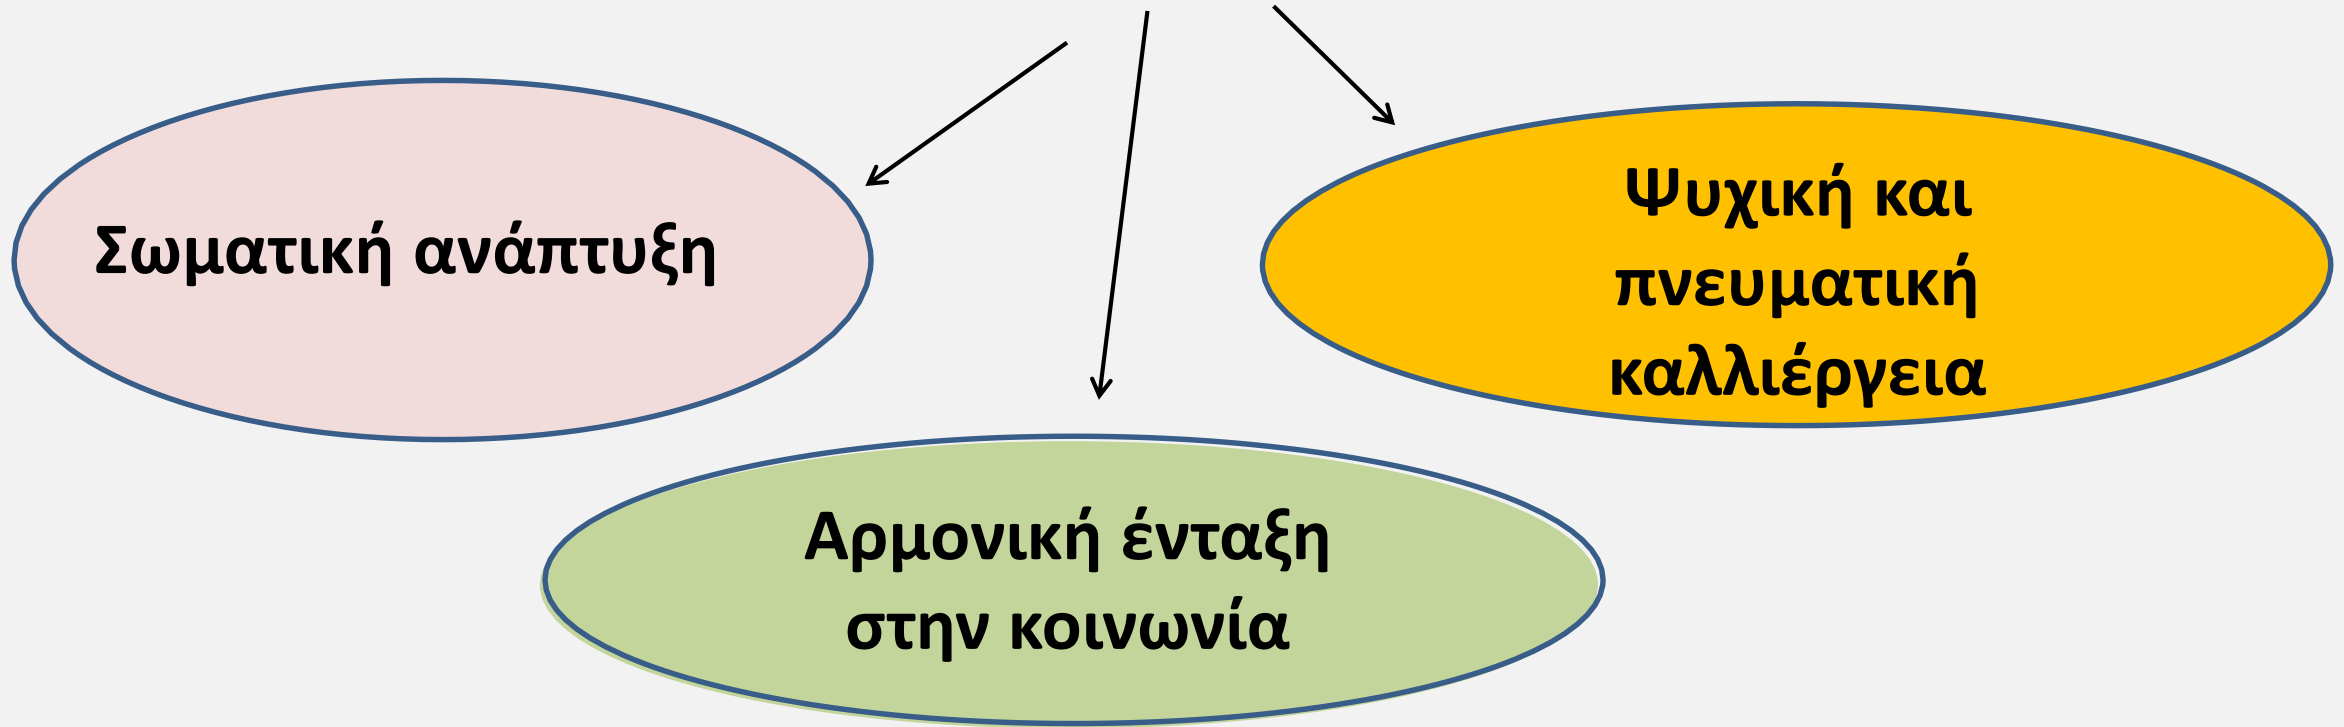 Σωματική ανάπτυξη
Ψυχική και
πνευματική
καλλιέργεια
Αρμονική ένταξη
στην κοινωνία